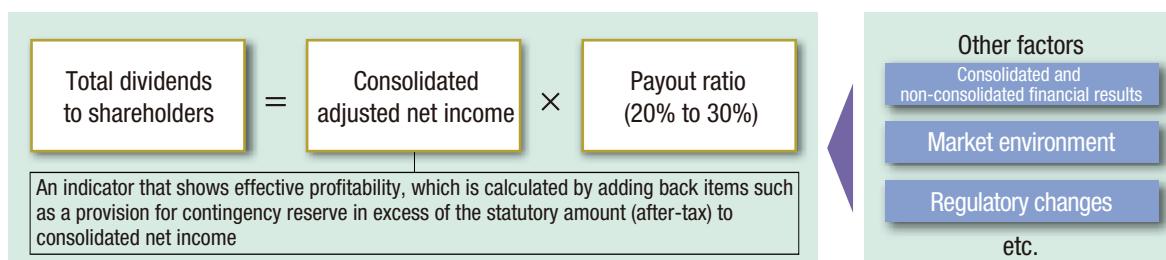 Total dividends
to shareholders
=
Consolidated
adjusted net income
×
Payout ratio
(20% to 30%)
An indicator that shows effective profitability, which is calculated by adding back items such
as a provision for contingency reserve in excess of the statutory amount (after-tax) to
consolidated net income
Other factors
Consolidated and
non-consolidated financial results
Market environment
Regulatory changes
etc.